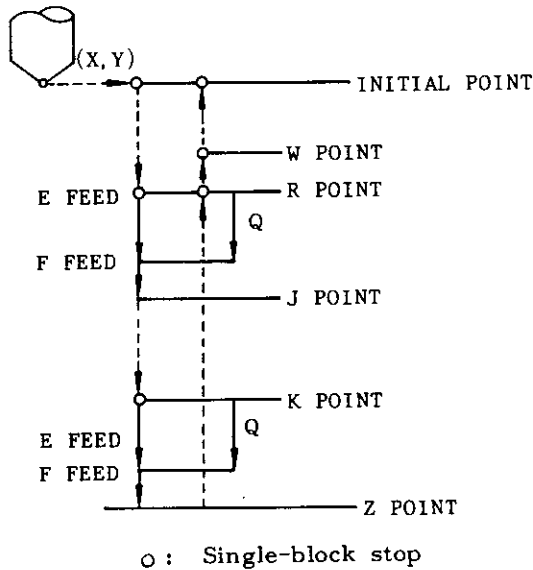 (X, Y)
INITIAL POINT
W POINT
E FEED
R POINT
Q
F FEED
J POINT
K POINT
Q
E FEED
F FEED
Z POINT
o : Single-block stop